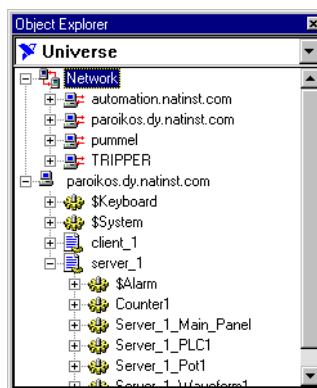 Object Explorer
Universe
Network
automation.natinst.com
paroikos.dy.natinst.com
pummel
TRIPPER
paroikos.dy.natinst.com
$Keyboard
$System
client_1
server_1
$Alarm
Counter1
Server_1_Main_Panel
Server_1_PLC1
Server_1_Pot1
Server_1_Waveform1